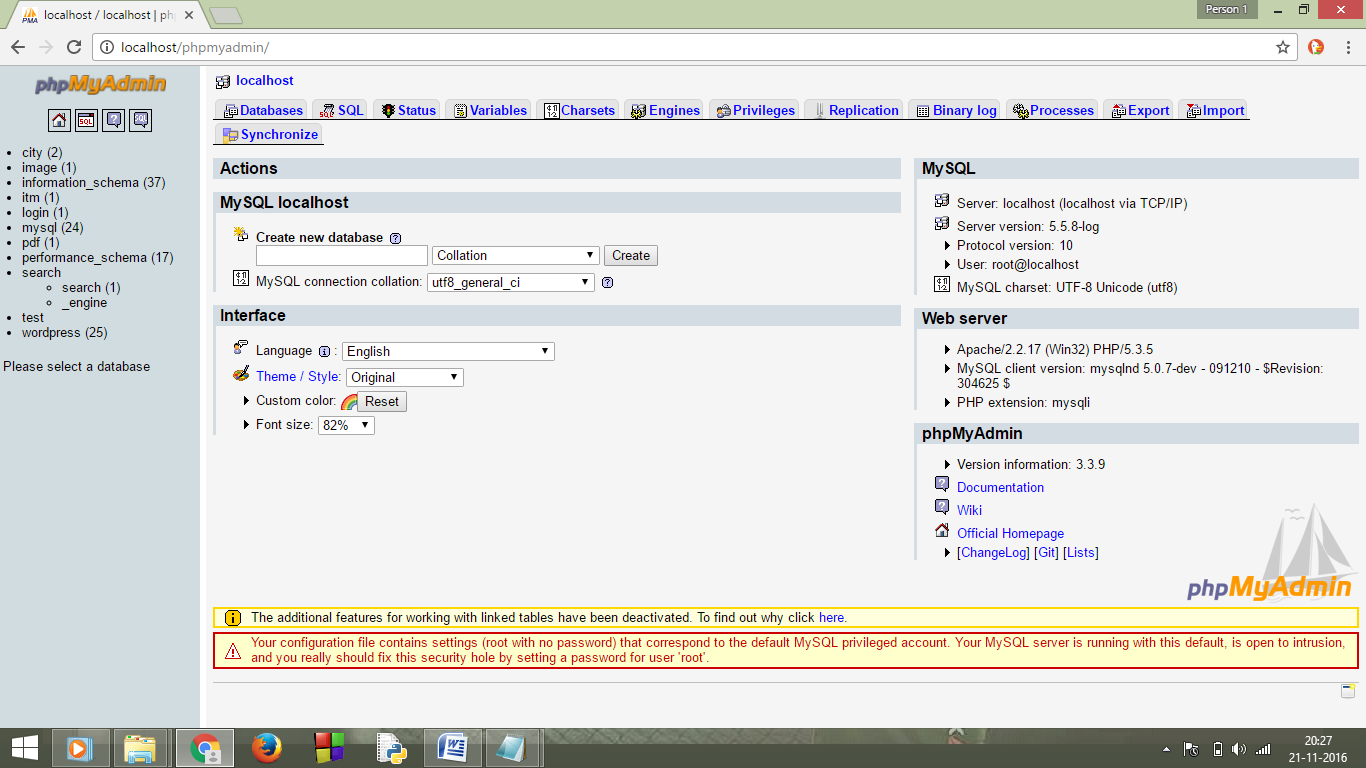 localhost / localhost | ph
Person 1
localhost/phpmyadmin/
phpMyAdmin
city (2)
image (1)
information_schema (37)
itm (1)
login (1)
mysql (24)
pdf (1)
performance_schema (17)
search
search (1)
_engine
test
wordpress (25)
Please select a database
localhost
Databases SQL Status Variables Charsets Engines Privileges Replication Binary log Processes Export Import
Synchronize
Actions
MySQL localhost
Create new database
Collation Create
MySQL connection collation: utf8_general_ci
Interface
Language : English
Theme / Style: Original
Custom color: Reset
Font size: 82%
MySQL
Server: localhost (localhost via TCP/IP)
Server version: 5.5.8-log
Protocol version: 10
User: root@localhost
MySQL charset: UTF-8 Unicode (utf8)
Web server
Apache/2.2.17 (Win32) PHP/5.3.5
MySQL client version: mysqlnd 5.0.7-dev - 091210 - $Revision:
304625 $
PHP extension: mysqli
phpMyAdmin
Version information: 3.3.9
Documentation
Wiki
Official Homepage
[ChangeLog] [Git] [Lists]
phpMyAdmin
The additional features for working with linked tables have been deactivated. To find out why click here.
Your configuration file contains settings (root with no password) that correspond to the default MySQL privileged account. Your MySQL server is running with this default, is open to intrusion,
and you really should fix this security hole by setting a password for user 'root'.
20:27
21-11-2016